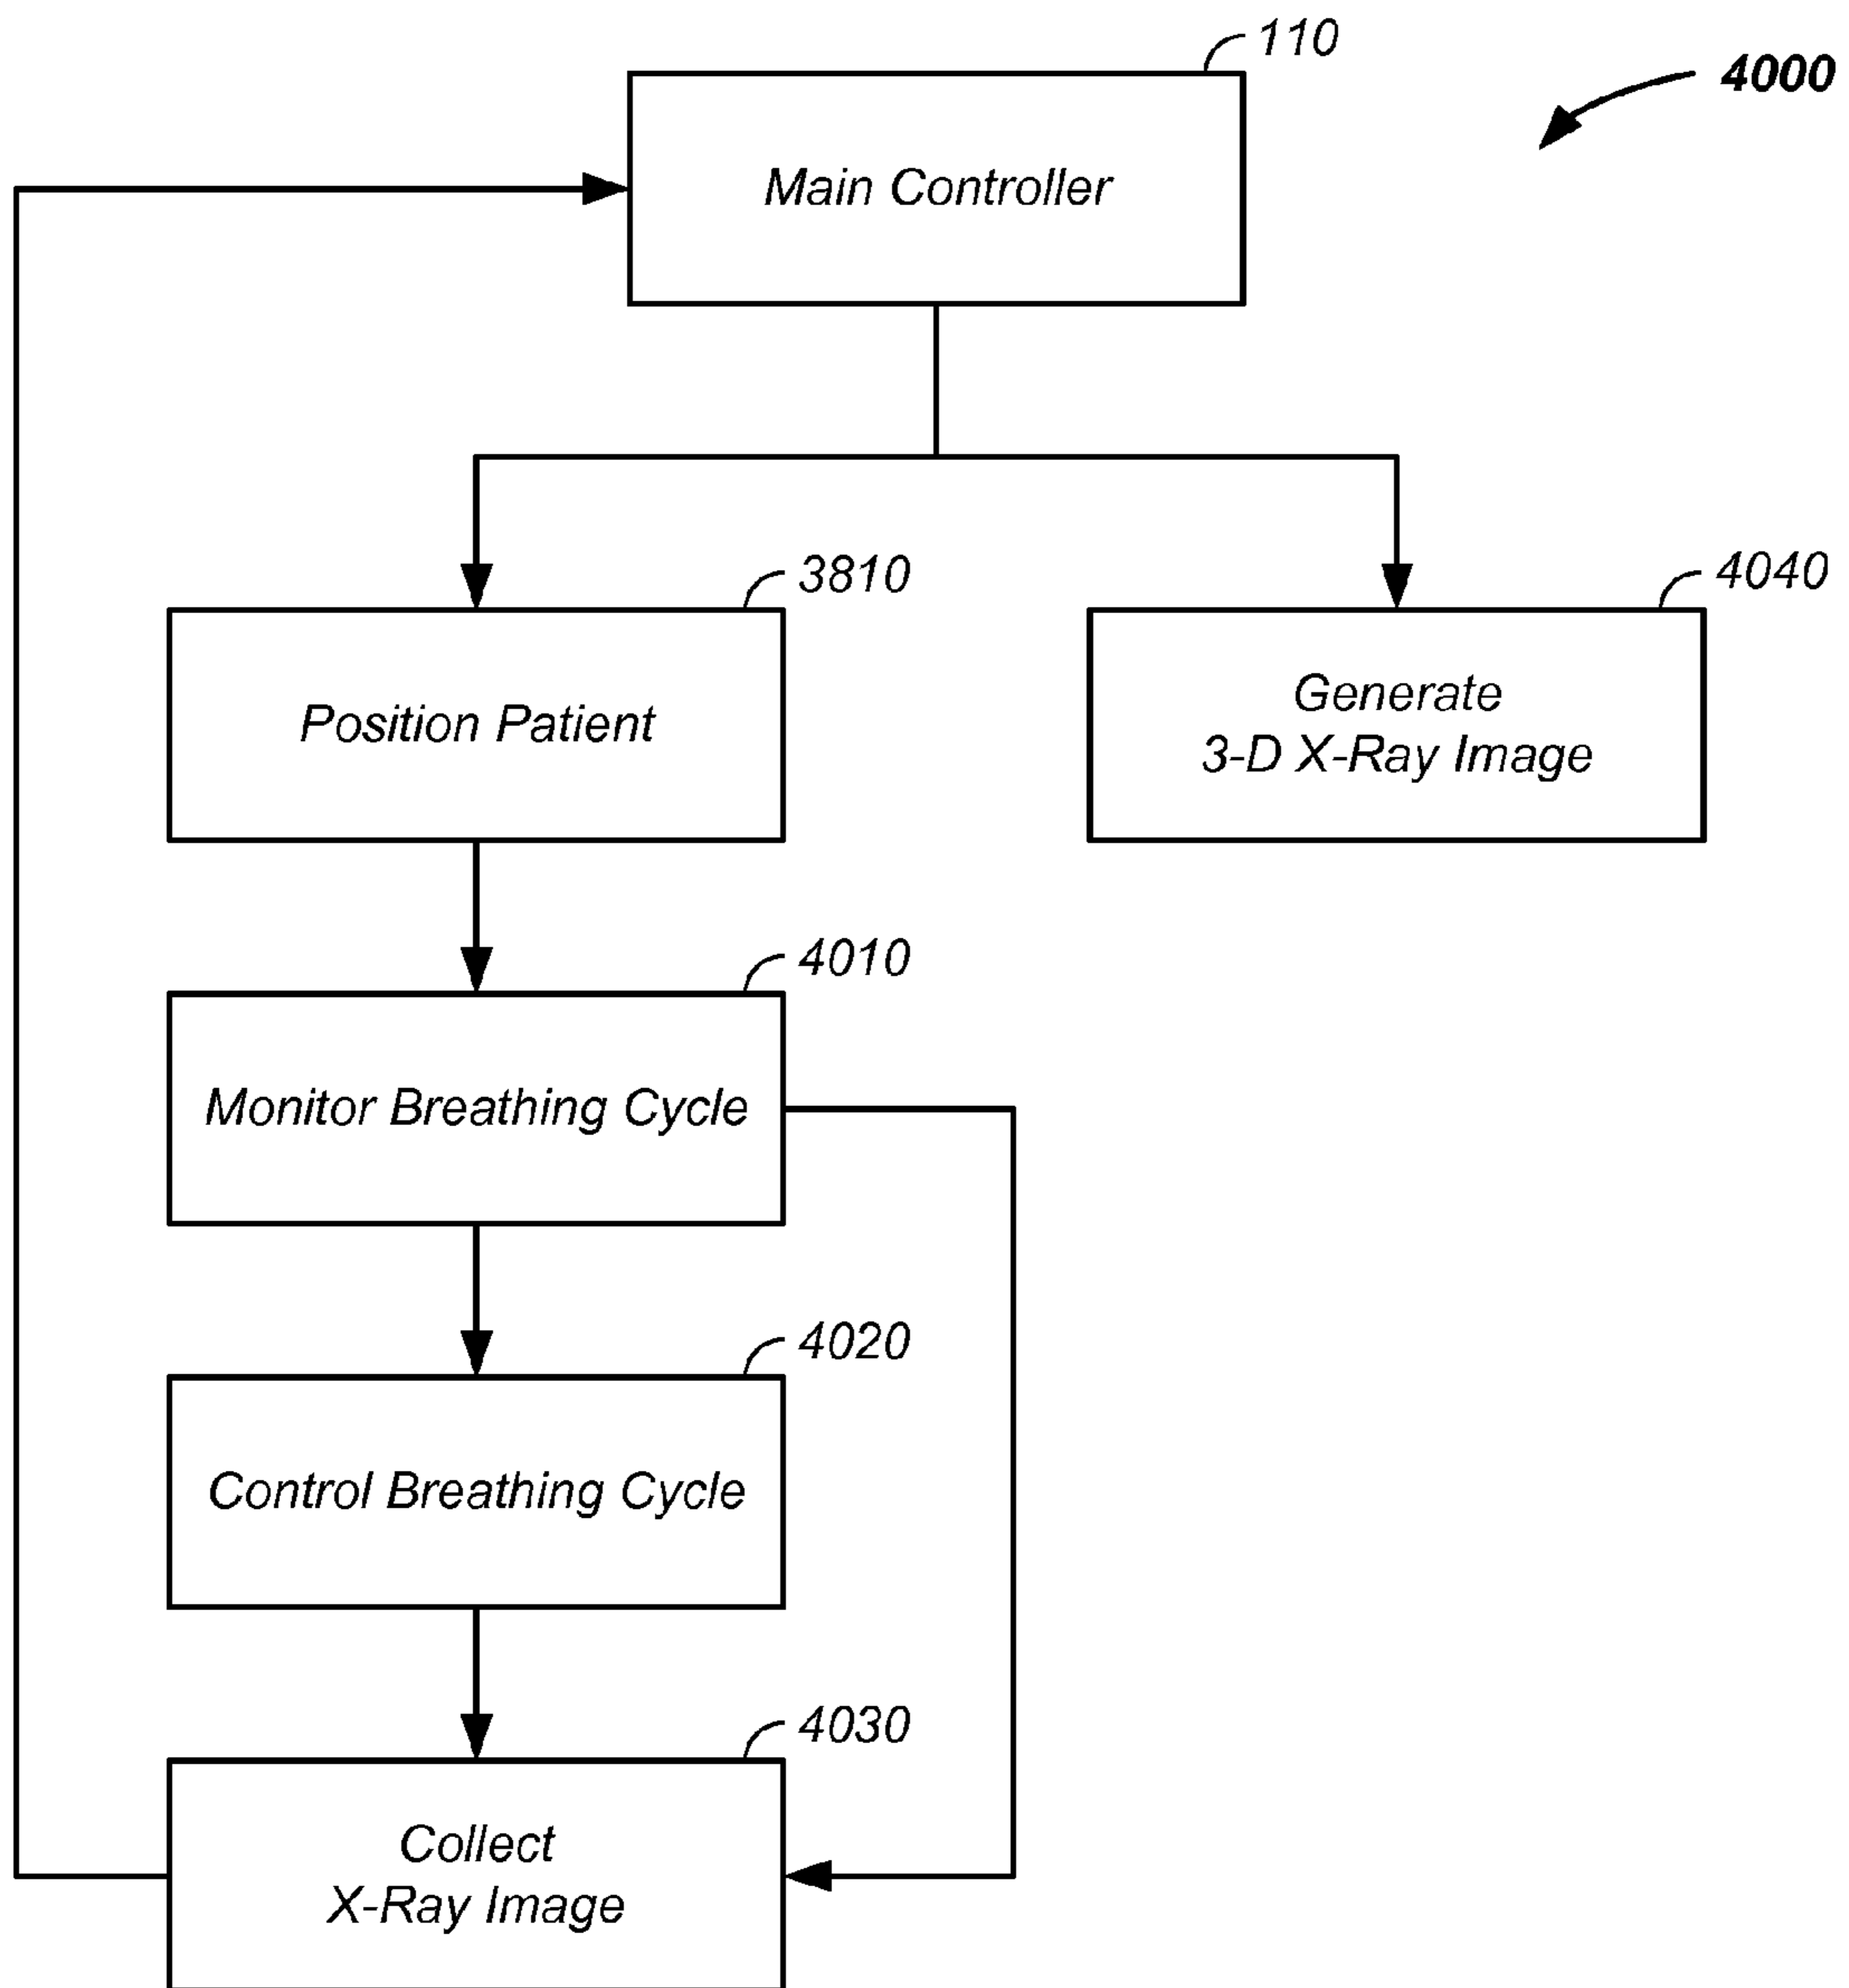 110
4000
Main Controller
3810
4040
Position Patient
Generate
3-D X-Ray Image
4010
Monitor Breathing Cycle
4020
Control Breathing Cycle
4030
Collect
X-Ray Image